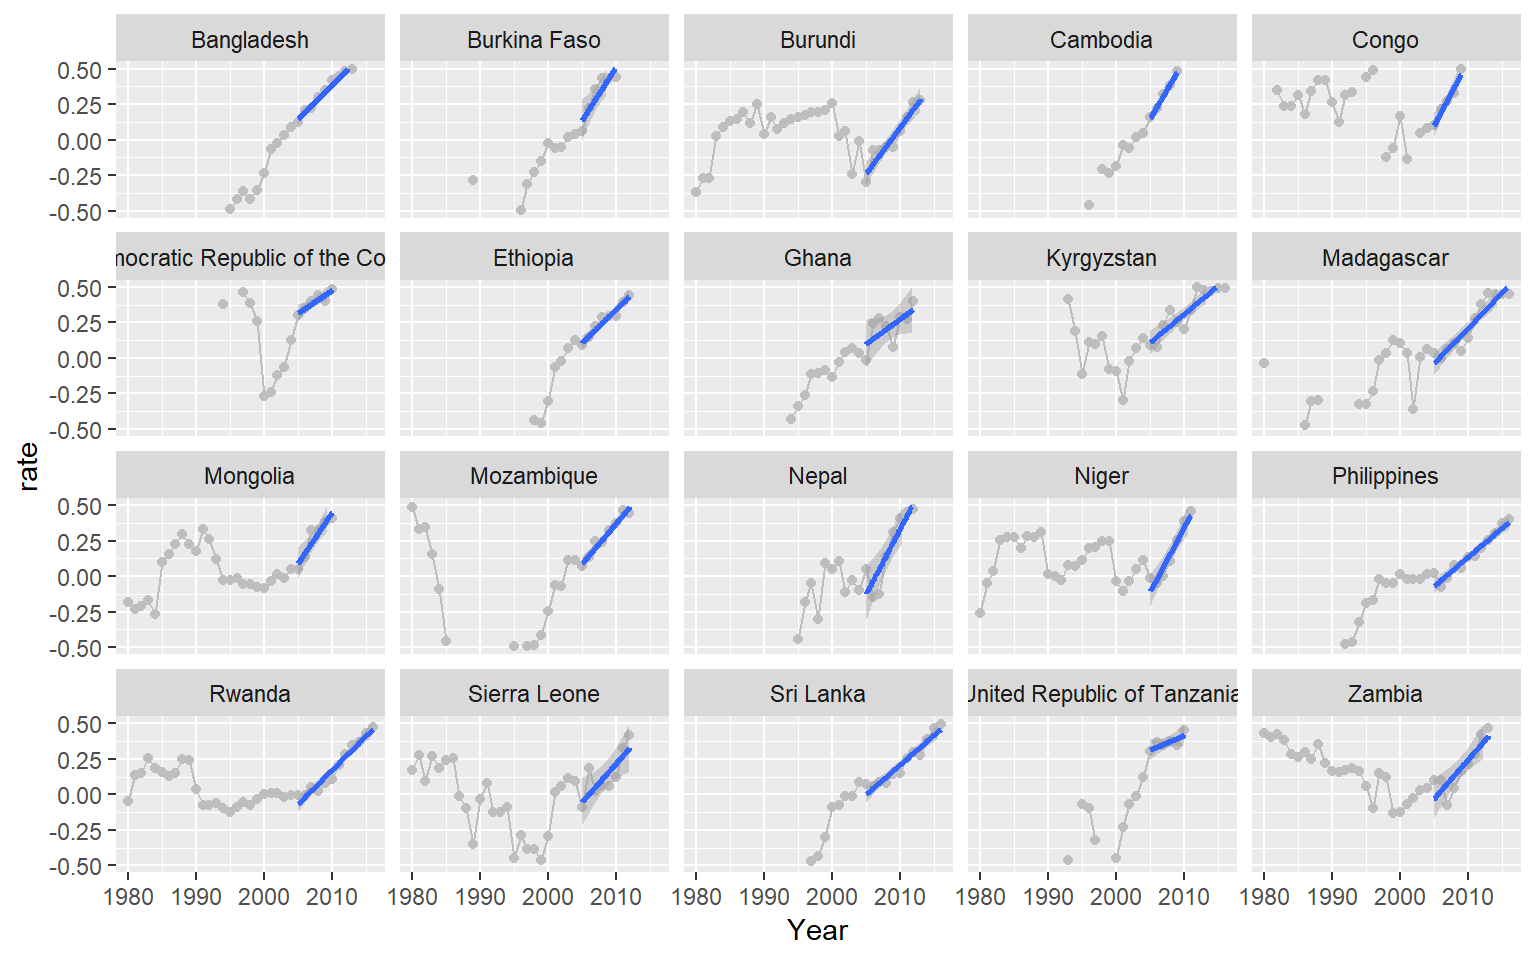 Bangladesh Burkina Faso Burundi Cambodia Congo
0.50
0.25
0.00
-0.25
-0.50
mocratic Republic of the Co Ethiopia Ghana Kyrgyzstan Madagascar
0.50
0.25
0.00
-0.25
-0.50
rate
Mongolia Mozambique Nepal Niger Philippines
0.50
0.25
0.00
-0.25
-0.50
Rwanda Sierra Leone Sri Lanka United Republic of Tanzania Zambia
0.50
0.25
0.00
-0.25
-0.50
1980 1990 2000 2010 1980 1990 2000 2010 1980 1990 2000 2010 1980 1990 2000 2010 1980 1990 2000 2010
Year